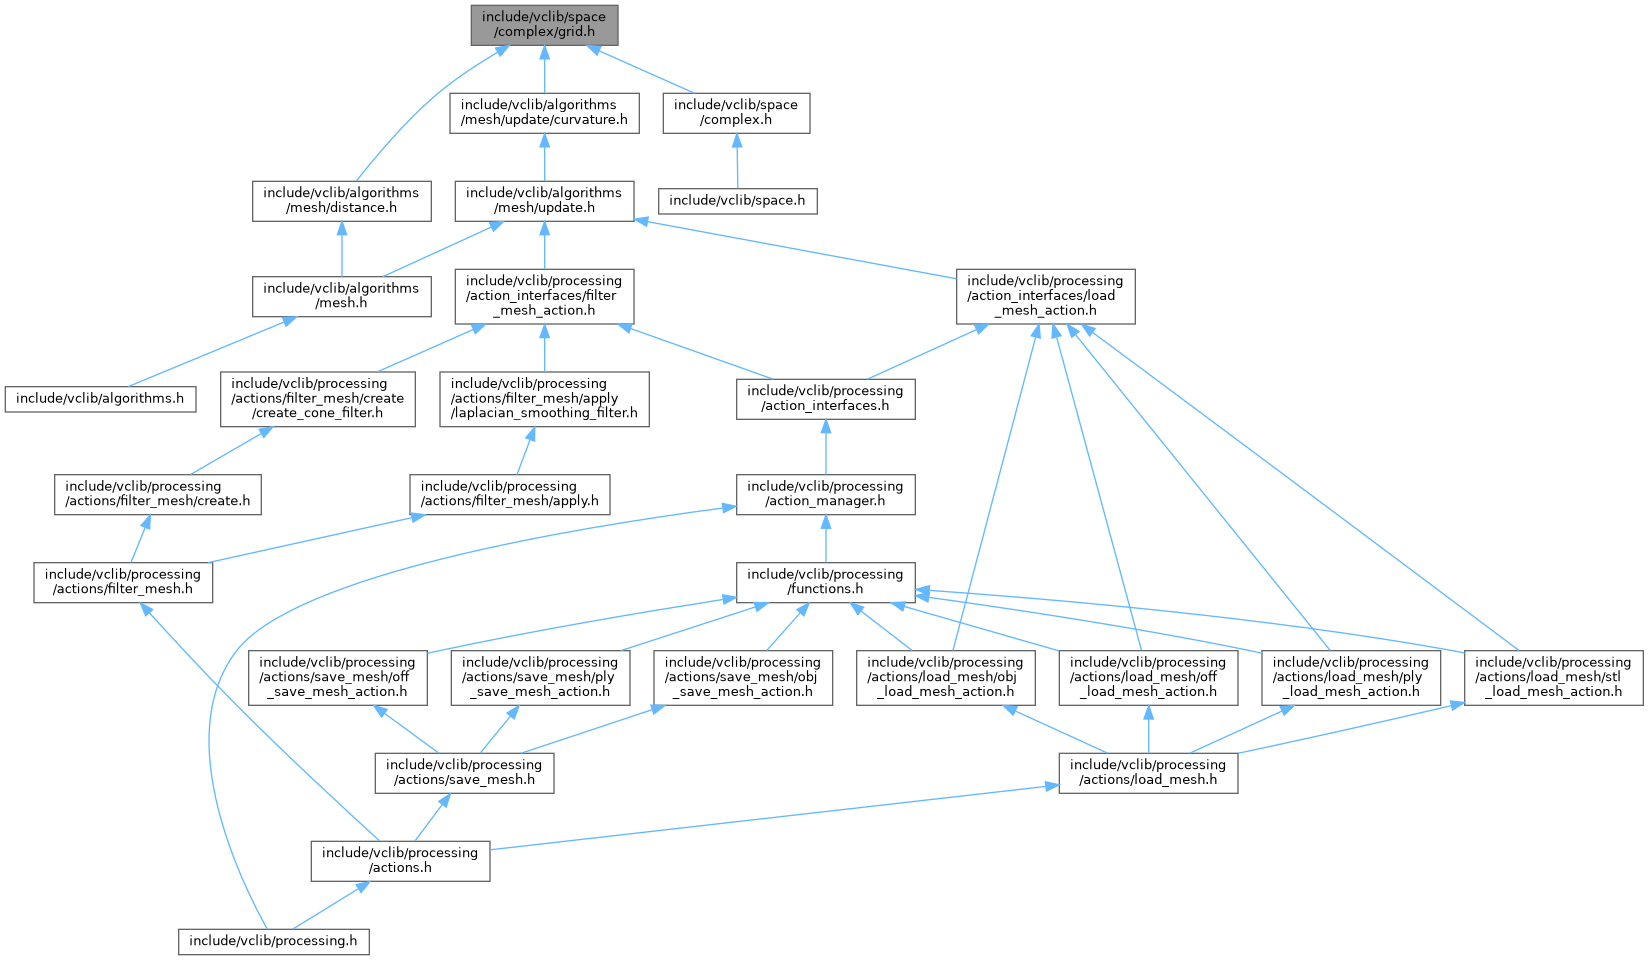 include/vclib/space
/complex/grid.h
include/vclib/algorithms
/mesh/update/curvature.h
include/vclib/space
/complex.h
include/vclib/algorithms
/mesh/distance.h
include/vclib/algorithms
/mesh/update.h
include/vclib/space.h
include/vclib/algorithms
/mesh.h
include/vclib/processing
/action_interfaces/filter
_mesh_action.h
include/vclib/processing
/action_interfaces/load
_mesh_action.h
include/vclib/algorithms.h
include/vclib/processing
/actions/filter_mesh/create
/create_cone_filter.h
include/vclib/processing
/actions/filter_mesh/apply
/laplacian_smoothing_filter.h
include/vclib/processing
/action_interfaces.h
include/vclib/processing
/actions/filter_mesh/create.h
include/vclib/processing
/actions/filter_mesh/apply.h
include/vclib/processing
/action_manager.h
include/vclib/processing
/actions/filter_mesh.h
include/vclib/processing
/functions.h
include/vclib/processing
/actions/save_mesh/off
_save_mesh_action.h
include/vclib/processing
/actions/save_mesh/ply
_save_mesh_action.h
include/vclib/processing
/actions/save_mesh/obj
_save_mesh_action.h
include/vclib/processing
/actions/load_mesh/obj
_load_mesh_action.h
include/vclib/processing
/actions/load_mesh/off
_load_mesh_action.h
include/vclib/processing
/actions/load_mesh/ply
_load_mesh_action.h
include/vclib/processing
/actions/load_mesh/stl
_load_mesh_action.h
include/vclib/processing
/actions/save_mesh.h
include/vclib/processing
/actions/load_mesh.h
include/vclib/processing
/actions.h
include/vclib/processing.h